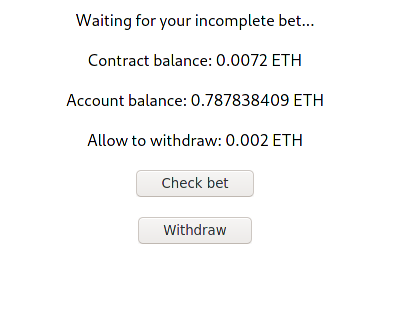 Waiting for your incomplete bet...
Contract balance: 0.0072 ETH
Account balance: 0.787838409 ETH
Allow to withdraw: 0.002 ETH
Check bet
Withdraw